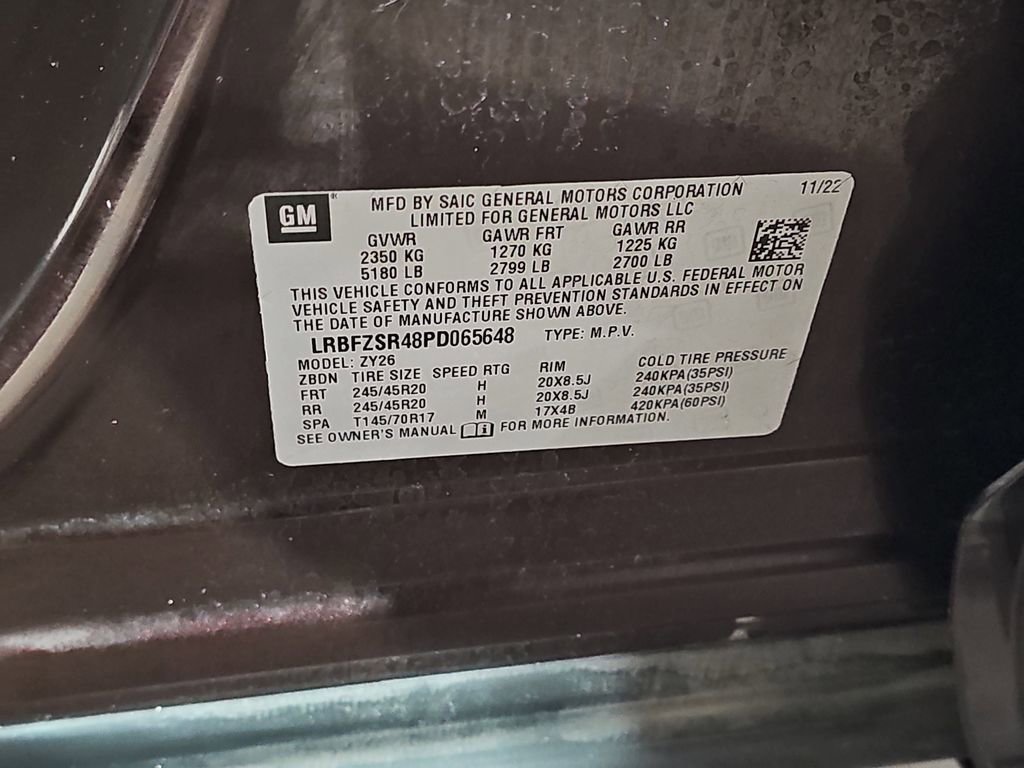 GM
MFD BY SAIC GENERAL MOTORS CORPORATION 11/22
LIMITED FOR GENERAL MOTORS LLC
GVWR GAWR FRT GAWR RR
2350 KG 1270 KG 1225 KG
5180 LB 2799 LB 2700 LB
THIS VEHICLE CONFORMS TO ALL APPLICABLE U.S. FEDERAL MOTOR
VEHICLE SAFETY AND THEFT PREVENTION STANDARDS IN EFFECT ON
THE DATE OF MANUFACTURE SHOWN ABOVE.
LRBFZSR48PD065648 TYPE: M.P.V.
MODEL: ZY26
ZBDN TIRE SIZE SPEED RTG RIM COLD TIRE PRESSURE
FRT 245/45R20 H 20X8.5J 240KPA(35PSI)
RR 245/45R20 H 20X8.5J 240KPA(35PSI)
SPA T145/70R17 M 17X4B 420KPA(60PSI)
SEE OWNER'S MANUAL FOR MORE INFORMATION.